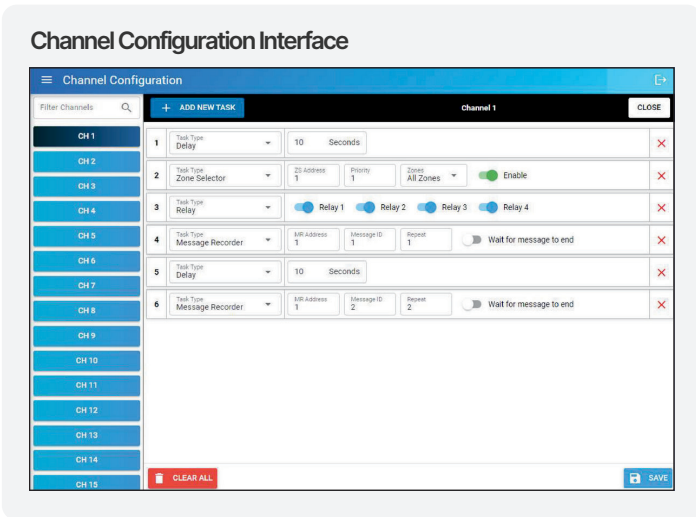 Channel Configuration Interface
Channel Configuration
Filter Channels
ADD NEW TASK
Channel 1
CLOSE
CH 1
CH 2
CH 3
CH 4
CH 5
CH 6
CH 7
CH 8
CH 9
CH 10
CH 11
CH 12
CH 13
CH 14
CH 15
1 Task Type Delay 10 Seconds
2 Task Type Zone Selector ZS Address 1 Priority 1 Zones All Zones Enable
3 Task Type Relay Relay 1 Relay 2 Relay 3 Relay 4
4 Task Type Message Recorder MR Address 1 Message ID 1 Repeat 1 Wait for message to end
5 Task Type Delay 10 Seconds
6 Task Type Message Recorder MR Address 1 Message ID 2 Repeat 2 Wait for message to end
CLEAR ALL
SAVE